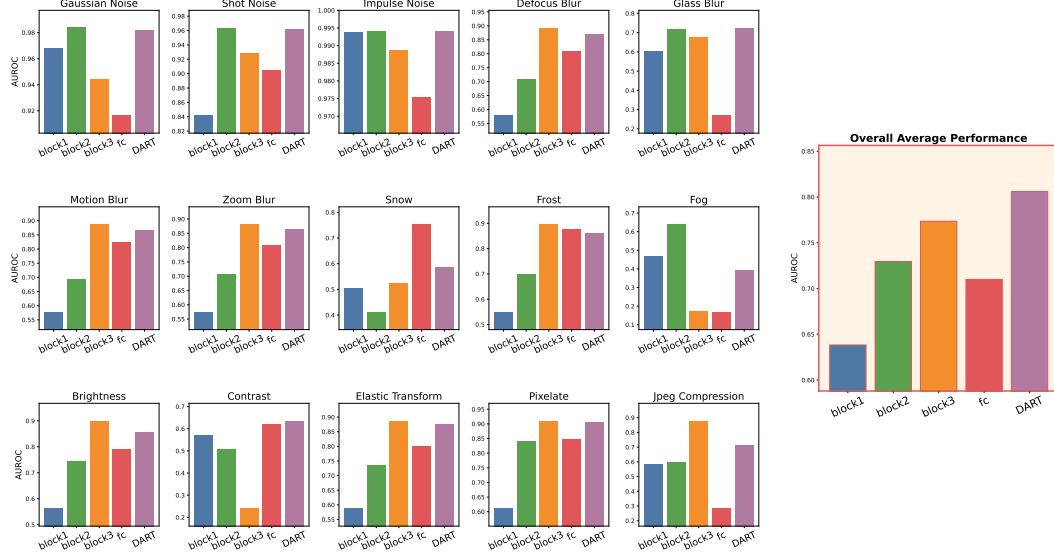 Gaussian Noise
AUROC
0.98
0.96
0.94
0.92
block1
block2
block3
fc
DART
Shot Noise
0.98
0.96
0.94
0.92
0.90
0.88
0.86
0.84
0.82
block1
block2
block3
fc
DART
Impulse Noise
1.000
0.995
0.990
0.985
0.980
0.975
0.970
block1
block2
block3
fc
DART
Defocus Blur
0.95
0.90
0.85
0.80
0.75
0.70
0.65
0.60
0.55
block1
block2
block3
fc
DART
Glass Blur
0.8
0.7
0.6
0.5
0.4
0.3
0.2
block1
block2
block3
fc
DART
Motion Blur
AUROC
0.90
0.85
0.80
0.75
0.70
0.65
0.60
0.55
block1
block2
block3
fc
DART
Zoom Blur
0.90
0.85
0.80
0.75
0.70
0.65
0.60
0.55
block1
block2
block3
fc
DART
Snow
0.8
0.7
0.6
0.5
0.4
block1
block2
block3
fc
DART
Frost
0.9
0.8
0.7
0.6
0.5
block1
block2
block3
fc
DART
Fog
0.7
0.6
0.5
0.4
0.3
0.2
0.1
block1
block2
block3
fc
DART
Brightness
AUROC
0.9
0.8
0.7
0.6
0.5
block1
block2
block3
fc
DART
Contrast
0.7
0.6
0.5
0.4
0.3
0.2
block1
block2
block3
fc
DART
Elastic Transform
0.90
0.85
0.80
0.75
0.70
0.65
0.60
0.55
block1
block2
block3
fc
DART
Pixelate
0.90
0.85
0.80
0.75
0.70
0.65
0.60
block1
block2
block3
fc
DART
Jpeg Compression
0.9
0.8
0.7
0.6
0.5
0.4
0.3
0.2
block1
block2
block3
fc
DART
Overall Average Performance
AUROC
0.85
0.80
0.75
0.70
0.65
0.60
block1
block2
block3
fc
DART